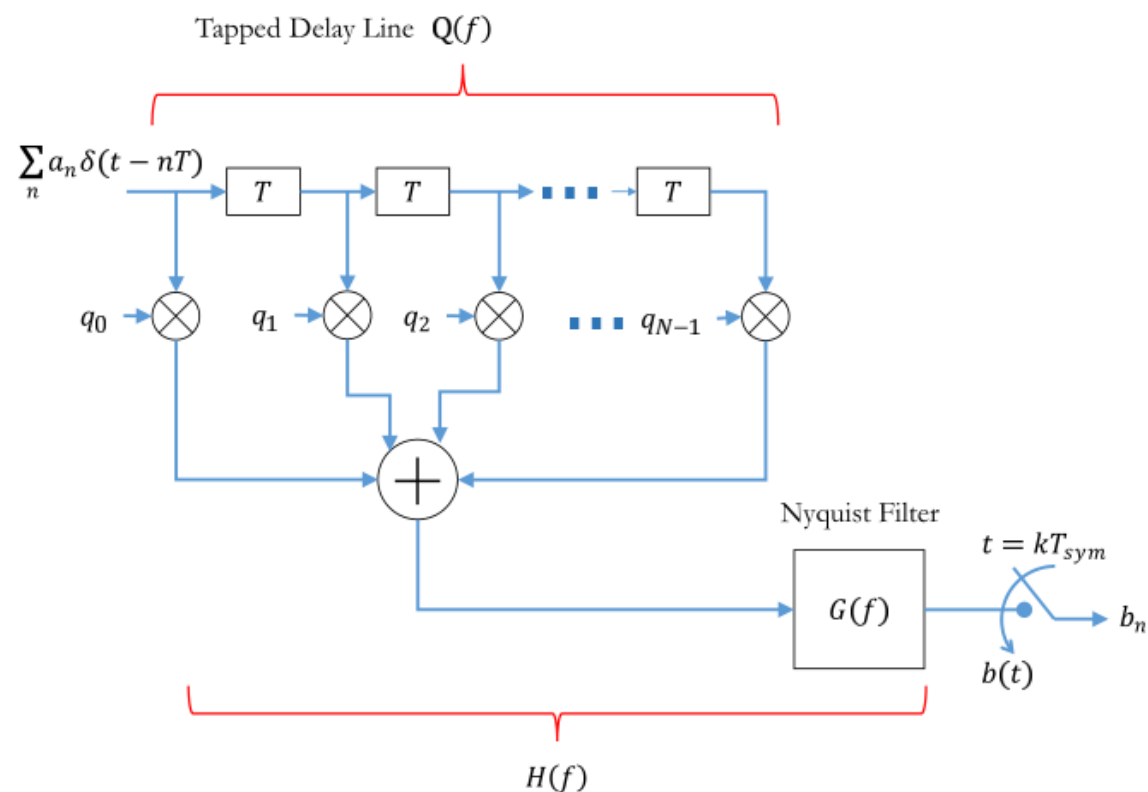 Tapped Delay Line Q(f)
∑ₙ aₙδ(t − nT)
T T T
q₀ q₁ q₂ q_{N−1}
Nyquist Filter
t = kT_{sym}
G(f)
bₙ
b(t)
H(f)